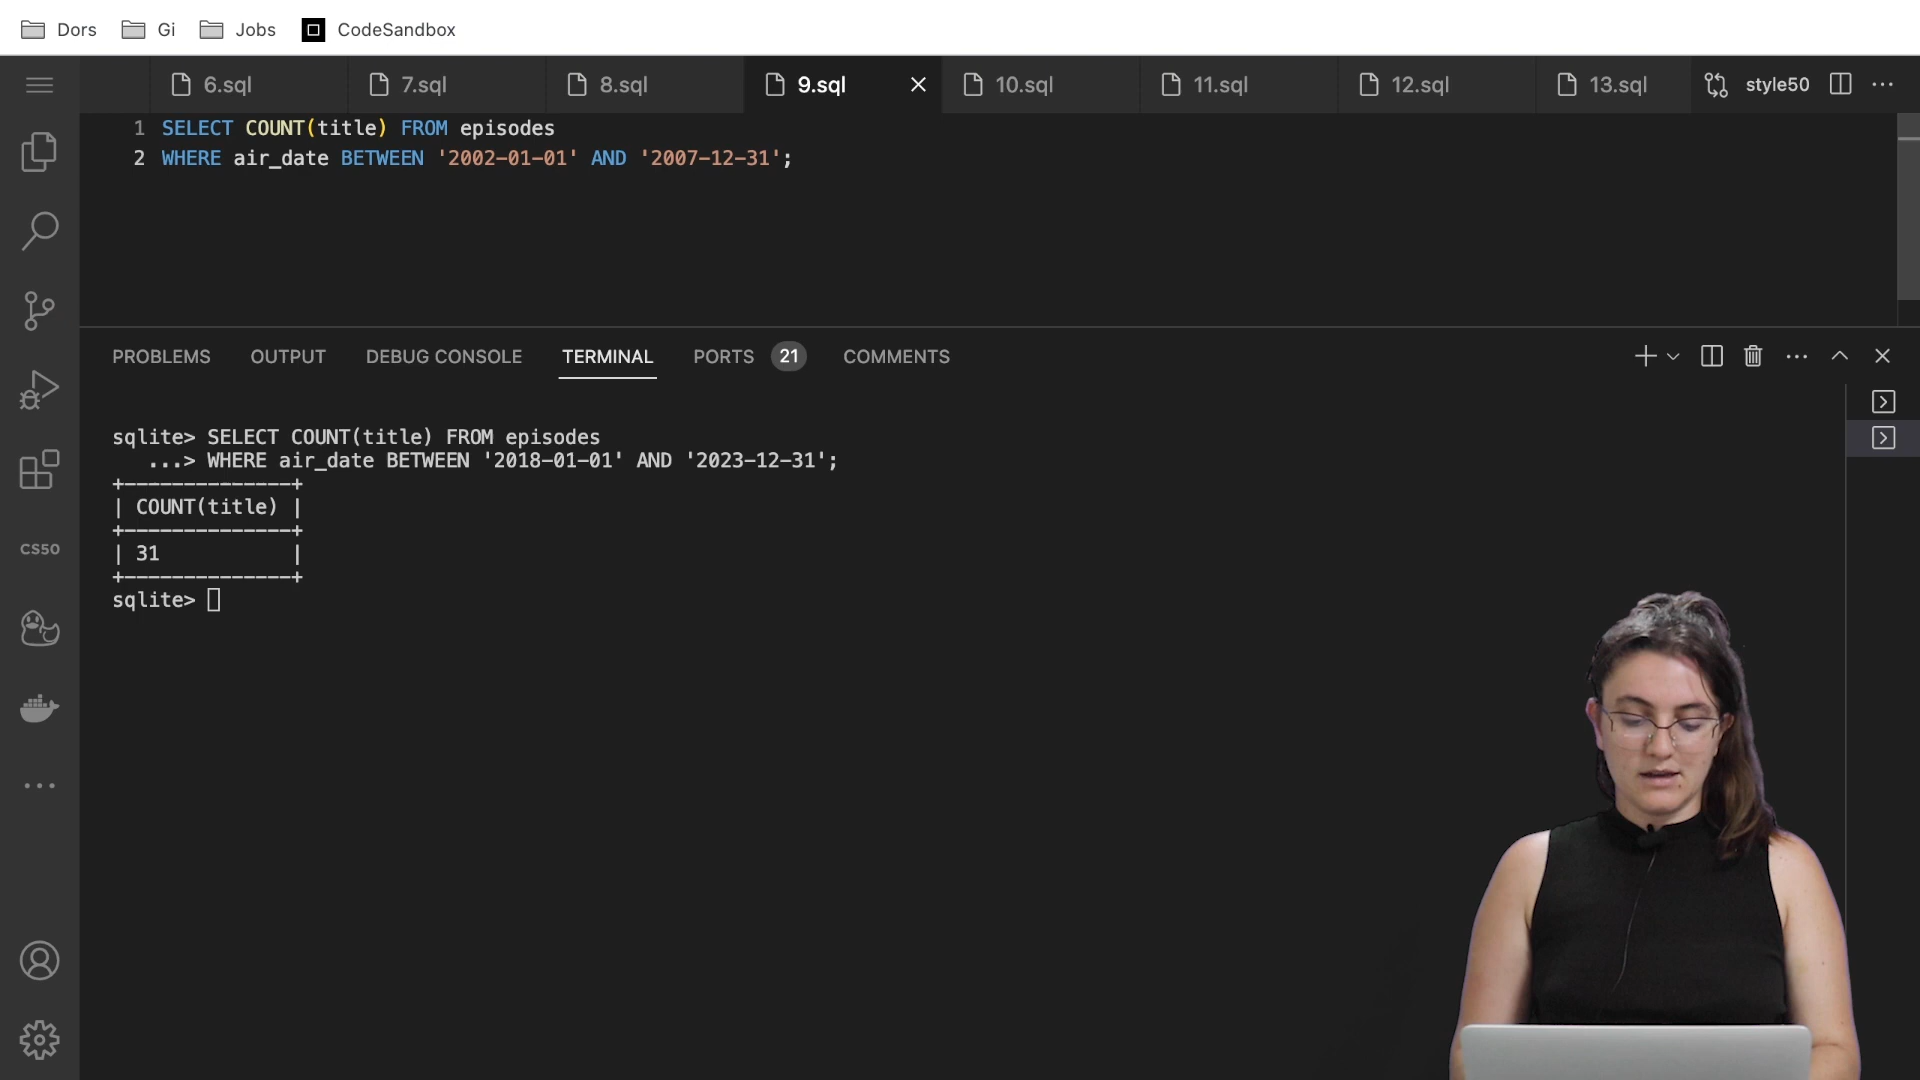 Dors Gi Jobs CodeSandbox
6.sql 7.sql 8.sql 9.sql 10.sql 11.sql 12.sql 13.sql style50
1 SELECT COUNT(title) FROM episodes
2 WHERE air_date BETWEEN '2002-01-01' AND '2007-12-31';
PROBLEMS OUTPUT DEBUG CONSOLE TERMINAL PORTS 21 COMMENTS
sqlite> SELECT COUNT(title) FROM episodes
...> WHERE air_date BETWEEN '2018-01-01' AND '2023-12-31';
+--------------+
| COUNT(title) |
+--------------+
| 31           |
+--------------+
sqlite>
CS50